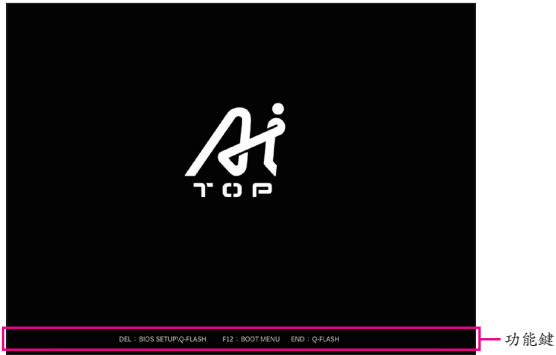 Ai
TOP
DEL : BIOS SETUP\Q-FLASH F12 : BOOT MENU END : Q-FLASH
功能鍵